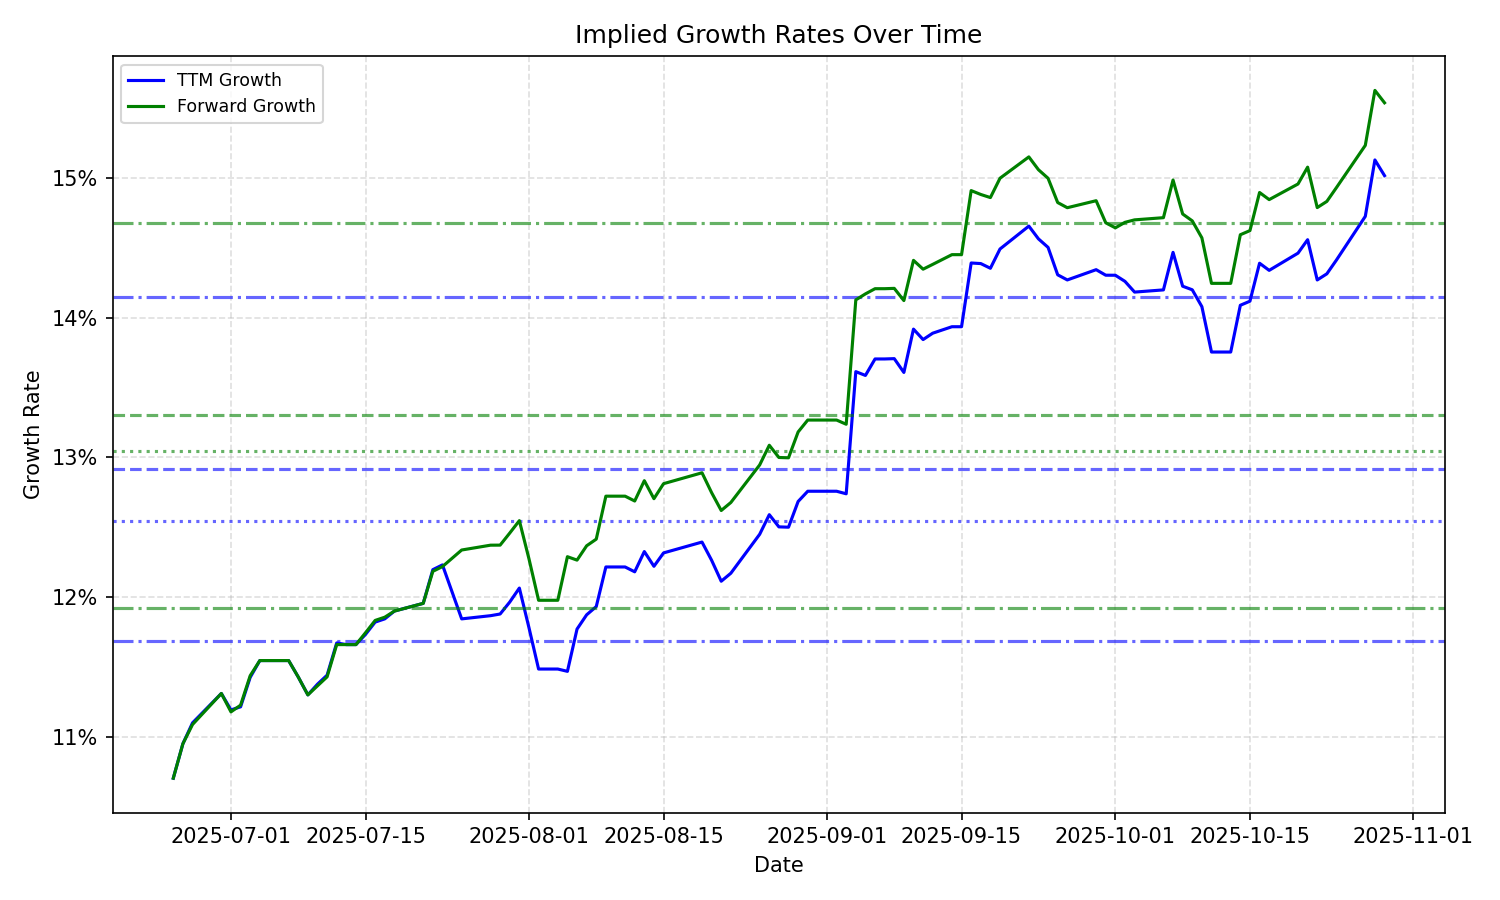 Implied Growth Rates Over Time
TTM Growth
Forward Growth
Growth Rate
15%
14%
13%
12%
11%
2025-07-01 2025-07-15 2025-08-01 2025-08-15 2025-09-01 2025-09-15 2025-10-01 2025-10-15 2025-11-01
Date